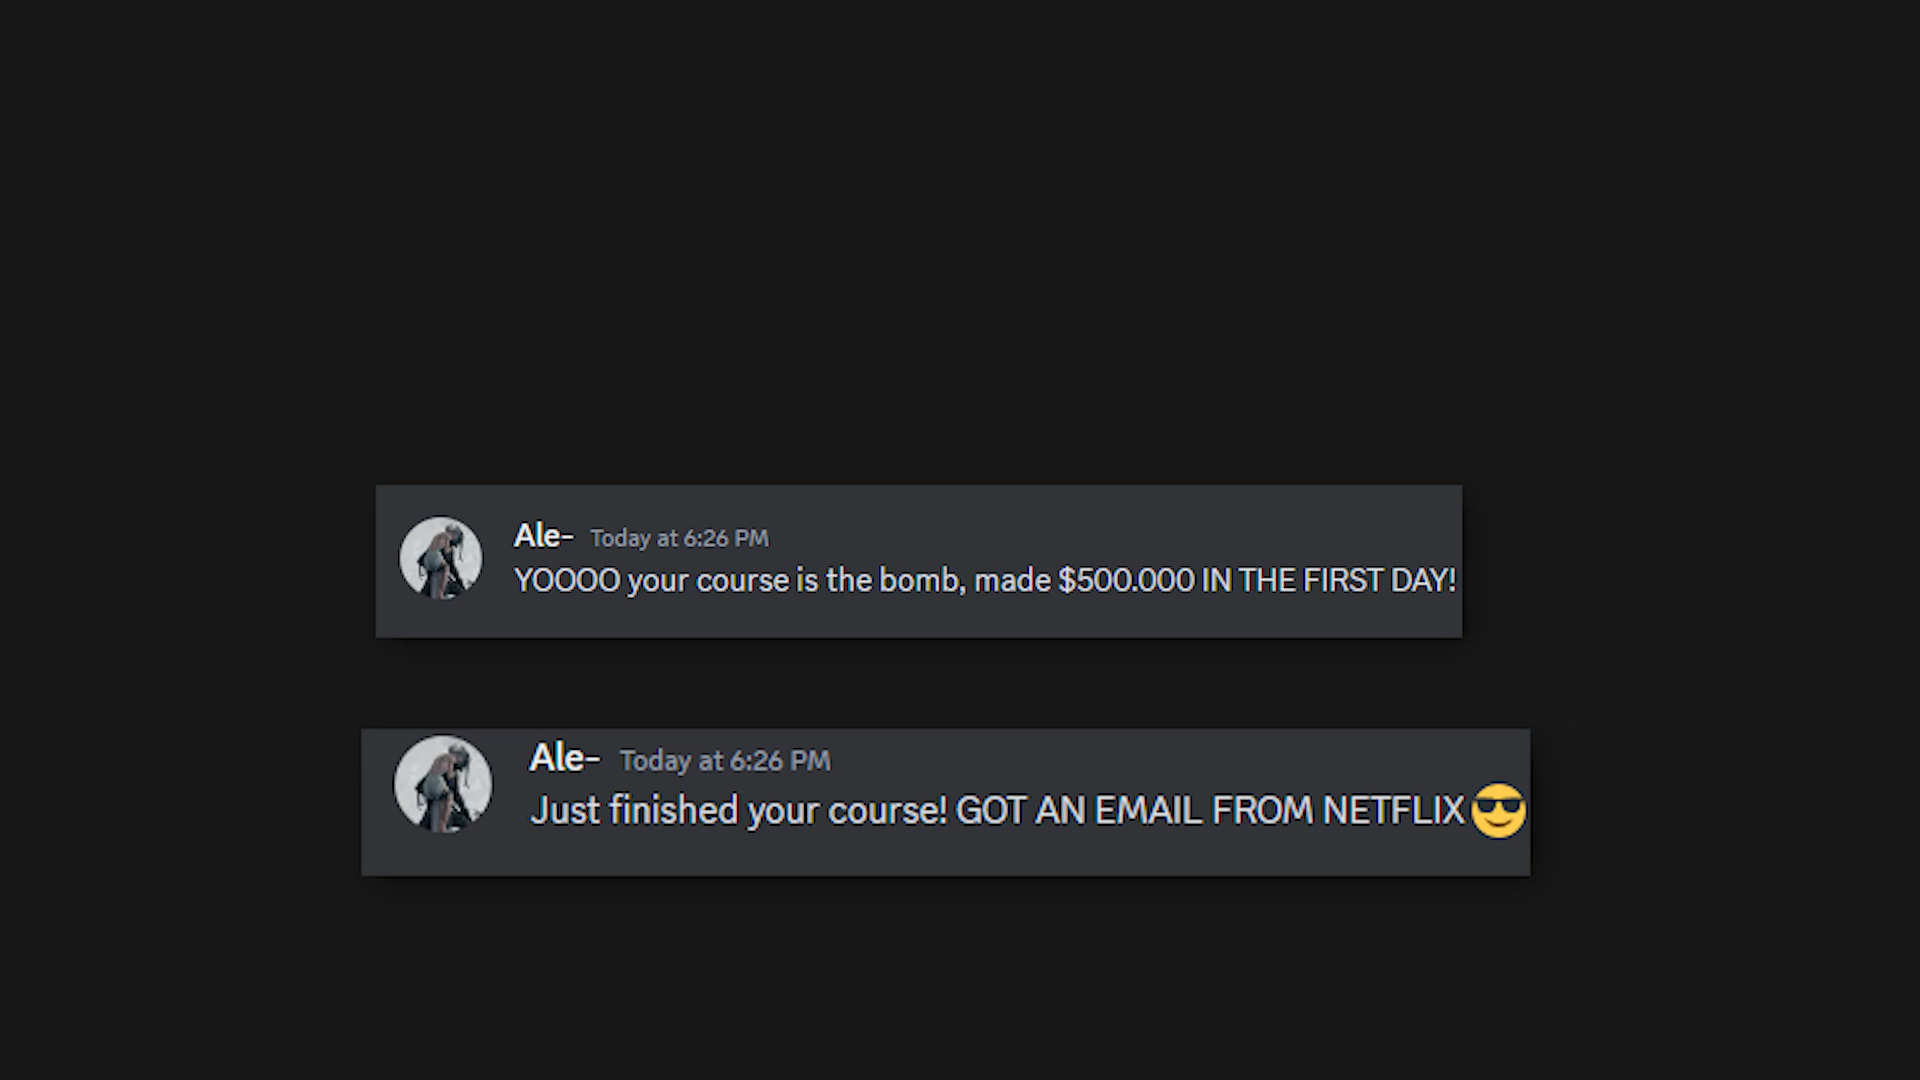 Ale- Today at 6:26 PM
YOOOO your course is the bomb, made $500.000 IN THE FIRST DAY!
Ale- Today at 6:26 PM
Just finished your course! GOT AN EMAIL FROM NETFLIX 😎